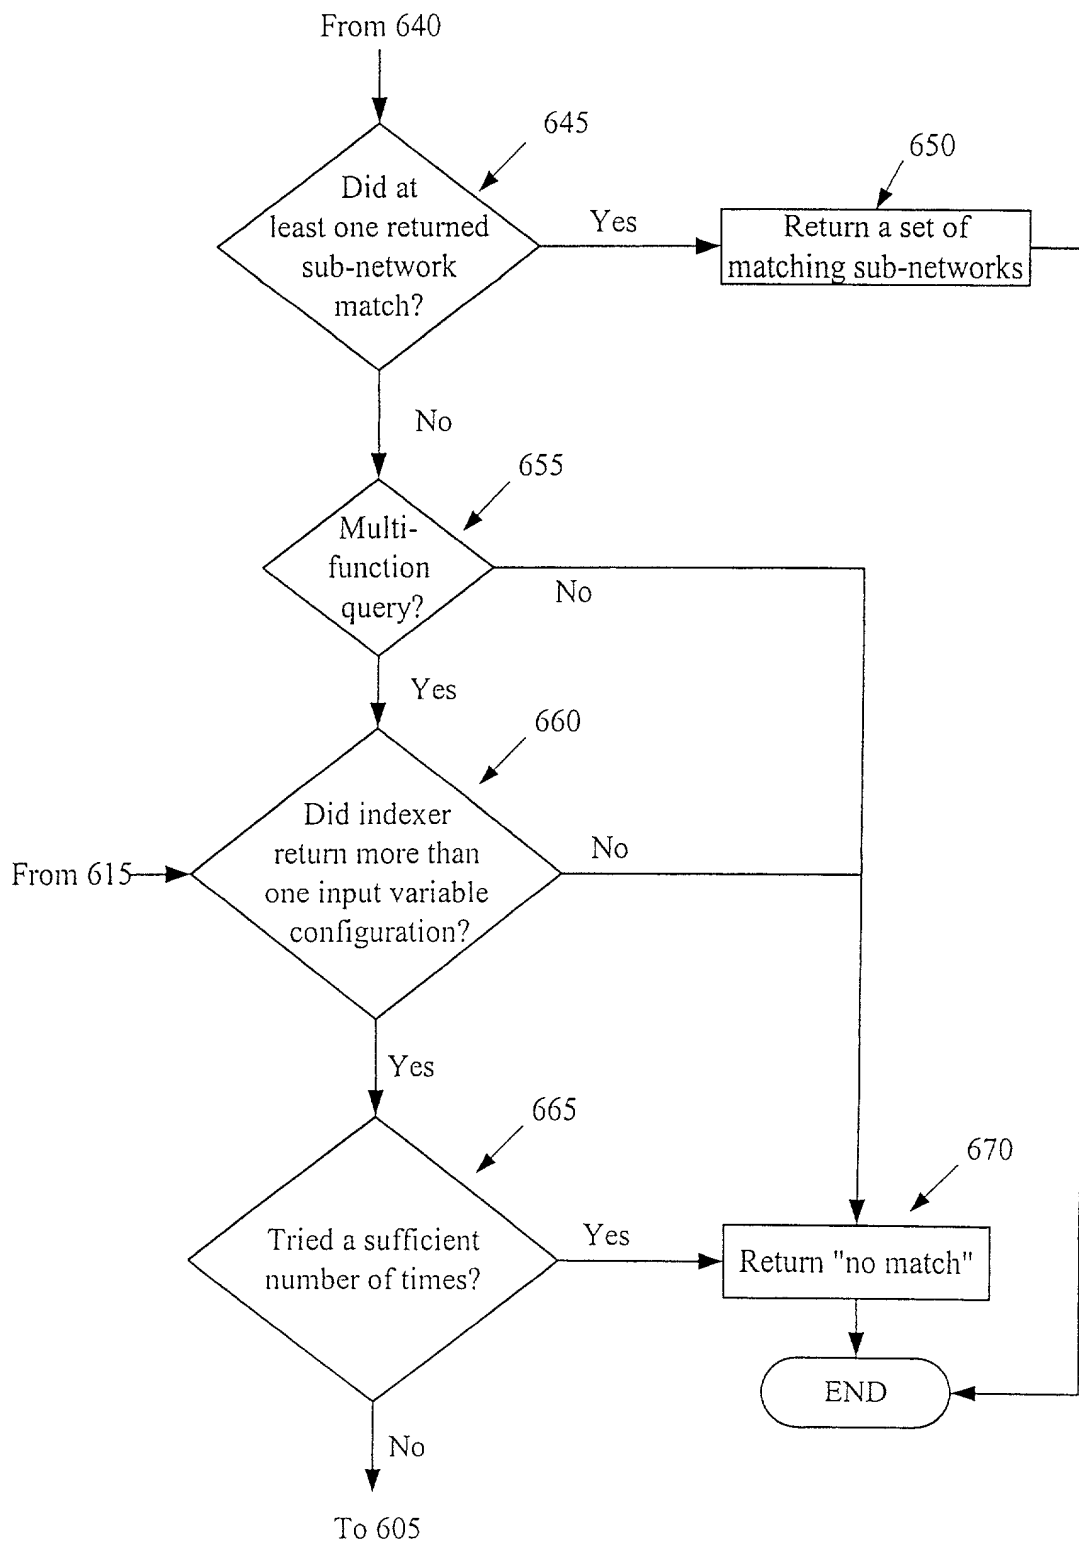 From 640
645
Did at
least one returned
sub-network
match?
Yes
650
Return a set of
matching sub-networks
No
655
Multi-
function
query?
No
Yes
660
Did indexer
return more than
one input variable
configuration?
No
From 615
Yes
665
Tried a sufficient
number of times?
Yes
670
Return "no match"
END
No
To 605